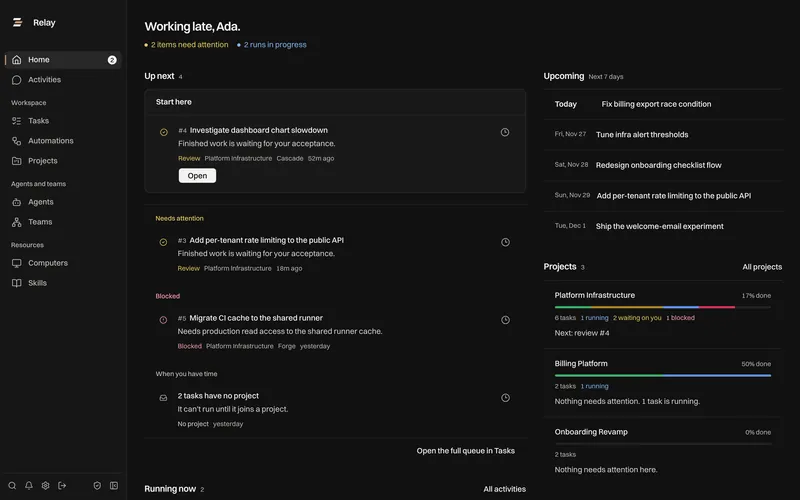 Relay
Home 2
Activities
Workspace
Tasks
Automations
Projects
Agents and teams
Agents
Teams
Resources
Computers
Skills
Working late, Ada.
2 items need attention 2 runs in progress
Up next 4
Start here
#4 Investigate dashboard chart slowdown
Finished work is waiting for your acceptance.
Review Platform Infrastructure Cascade 52m ago
Open
Needs attention
#3 Add per-tenant rate limiting to the public API
Finished work is waiting for your acceptance.
Review Platform Infrastructure 18m ago
Blocked
#5 Migrate CI cache to the shared runner
Needs production read access to the shared runner cache.
Blocked Platform Infrastructure Forge yesterday
When you have time
2 tasks have no project
It can't run until it joins a project.
No project yesterday
Open the full queue in Tasks
Running now 2 All activities
Upcoming Next 7 days
Today Fix billing export race condition
Fri, Nov 27 Tune infra alert thresholds
Sat, Nov 28 Redesign onboarding checklist flow
Sun, Nov 29 Add per-tenant rate limiting to the public API
Tue, Dec 1 Ship the welcome-email experiment
Projects 3 All projects
Platform Infrastructure 17% done
6 tasks 1 running 2 waiting on you 1 blocked
Next: review #4
Billing Platform 50% done
2 tasks 1 running
Nothing needs attention. 1 task is running.
Onboarding Revamp 0% done
2 tasks
Nothing needs attention here.